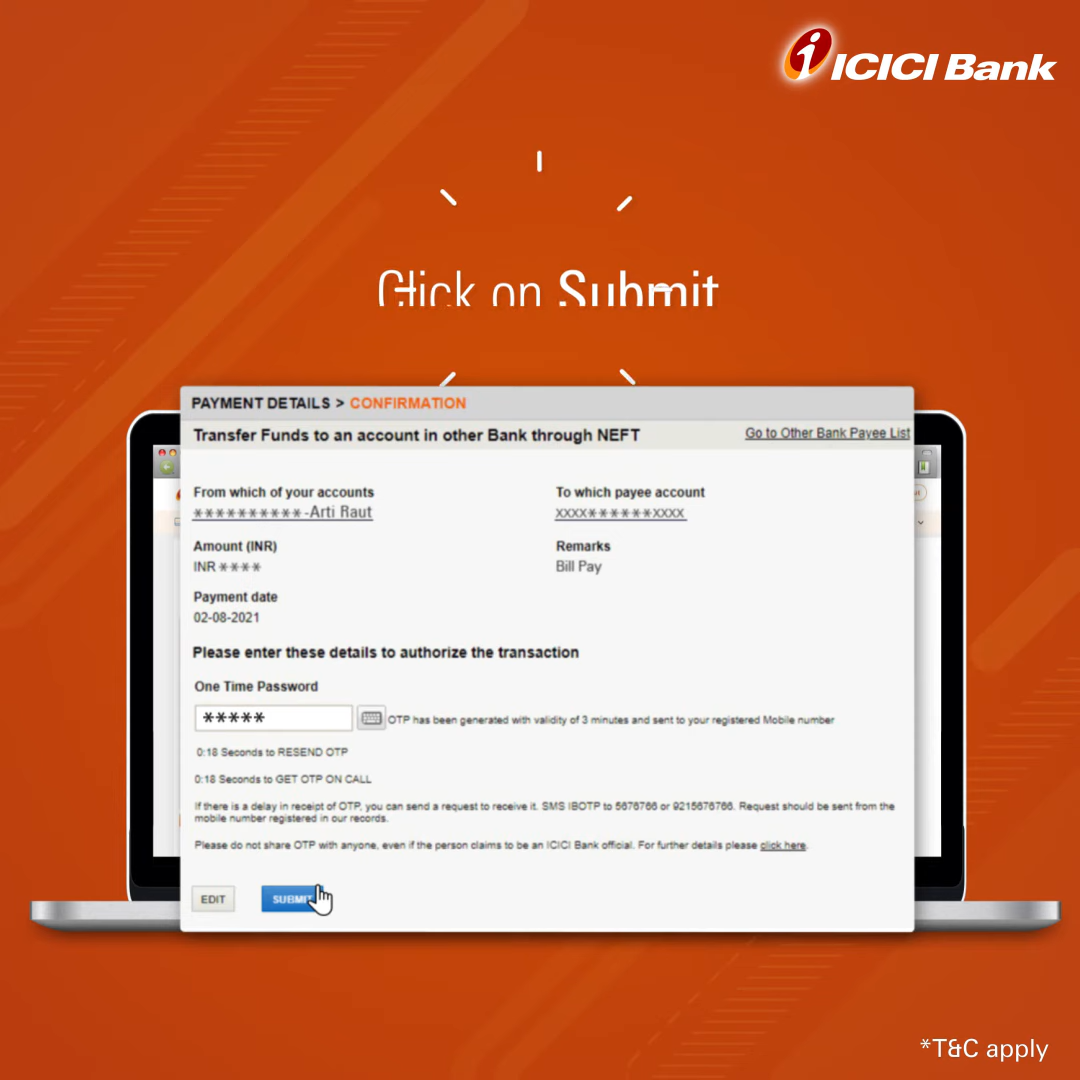 ICICI Bank
Click on Submit
PAYMENT DETAILS > CONFIRMATION
Transfer Funds to an account in other Bank through NEFT
Go to Other Bank Payee List
From which of your accounts
To which payee account
**********-Arti Raut
XXXX******XXXX
Amount (INR)
Remarks
INR ****
Bill Pay
Payment date
02-08-2021
Please enter these details to authorize the transaction
One Time Password
*****
OTP has been generated with validity of 3 minutes and sent to your registered Mobile number
0:18 Seconds to RESEND OTP
0:18 Seconds to GET OTP ON CALL
If there is a delay in receipt of OTP, you can send a request to receive it. SMS IBOTP to 5676766 or 9215676766. Request should be sent from the
mobile number registered in our records.
Please do not share OTP with anyone, even if the person claims to be an ICICI Bank official. For further details please click here.
EDIT
SUBMIT
*T&C apply